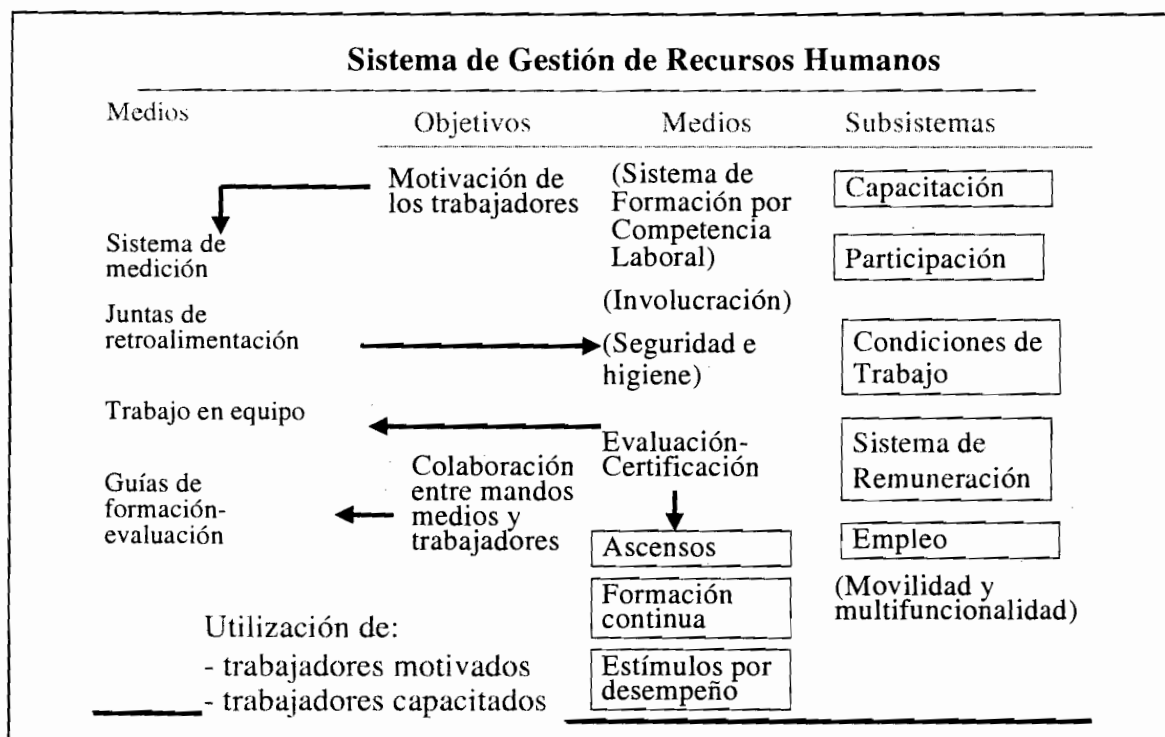 Sistema de Gestión de Recursos Humanos
Medios
Objetivos
Medios
Subsistemas
Motivación de
los trabajadores
(Sistema de
Formación por
Competencia
Laboral)
Capacitación
Sistema de
medición
Participación
Juntas de
retroalimentación
(Involucración)
(Seguridad e
higiene)
Condiciones de
Trabajo
Trabajo en equipo
Evaluación-
Certificación
Sistema de
Remuneración
Guías de
formación-
evaluación
Colaboración
entre mandos
medios y
trabajadores
Ascensos
Empleo
Formación
continua
(Movilidad y
multifuncionalidad)
Utilización de:
- trabajadores motivados
- trabajadores capacitados
Estímulos por
desempeño